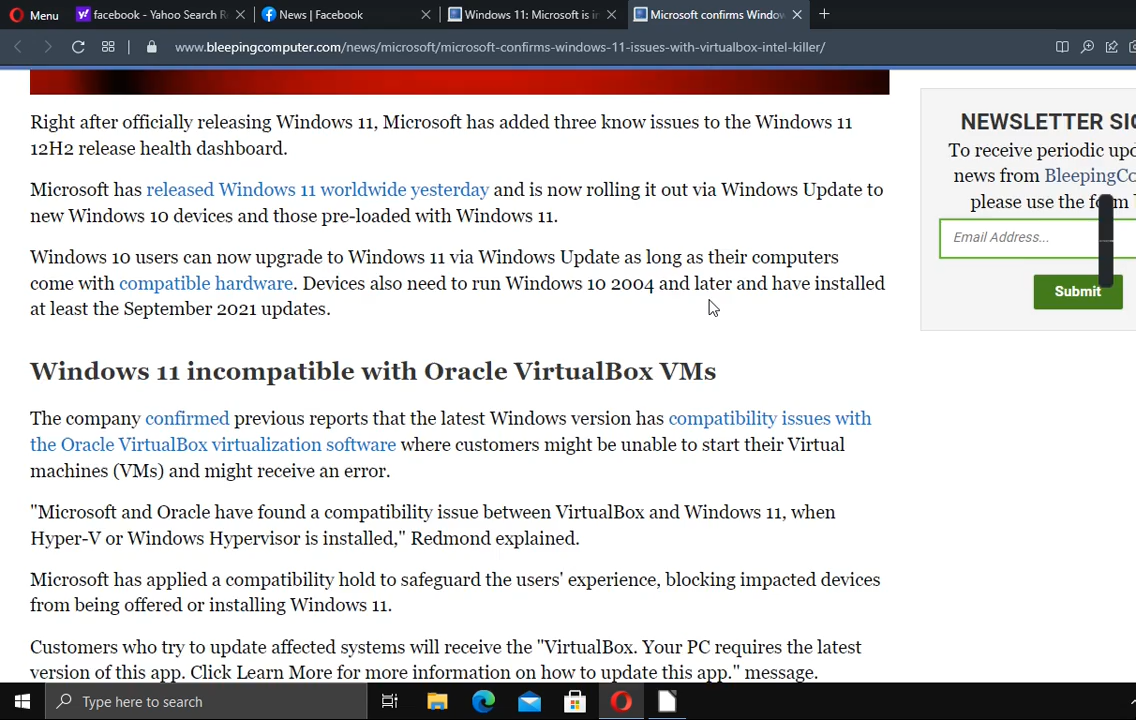 Menu
facebook - Yahoo Search R
News | Facebook
Windows 11: Microsoft is i
Microsoft confirms Window
www.bleepingcomputer.com/news/microsoft/microsoft-confirms-windows-11-issues-with-virtualbox-intel-killer/
Right after officially releasing Windows 11, Microsoft has added three know issues to the Windows 11
12H2 release health dashboard.
Microsoft has released Windows 11 worldwide yesterday and is now rolling it out via Windows Update to
new Windows 10 devices and those pre-loaded with Windows 11.
Windows 10 users can now upgrade to Windows 11 via Windows Update as long as their computers
come with compatible hardware. Devices also need to run Windows 10 2004 and later and have installed
at least the September 2021 updates.
Windows 11 incompatible with Oracle VirtualBox VMs
The company confirmed previous reports that the latest Windows version has compatibility issues with
the Oracle VirtualBox virtualization software where customers might be unable to start their Virtual
machines (VMs) and might receive an error.
"Microsoft and Oracle have found a compatibility issue between VirtualBox and Windows 11, when
Hyper-V or Windows Hypervisor is installed," Redmond explained.
Microsoft has applied a compatibility hold to safeguard the users' experience, blocking impacted devices
from being offered or installing Windows 11.
Customers who try to update affected systems will receive the "VirtualBox. Your PC requires the latest
version of this app. Click Learn More for more information on how to update this app." message.
NEWSLETTER SIG
To receive periodic upd
news from BleepingCo
please use the form
Email Address...
Submit
Type here to search